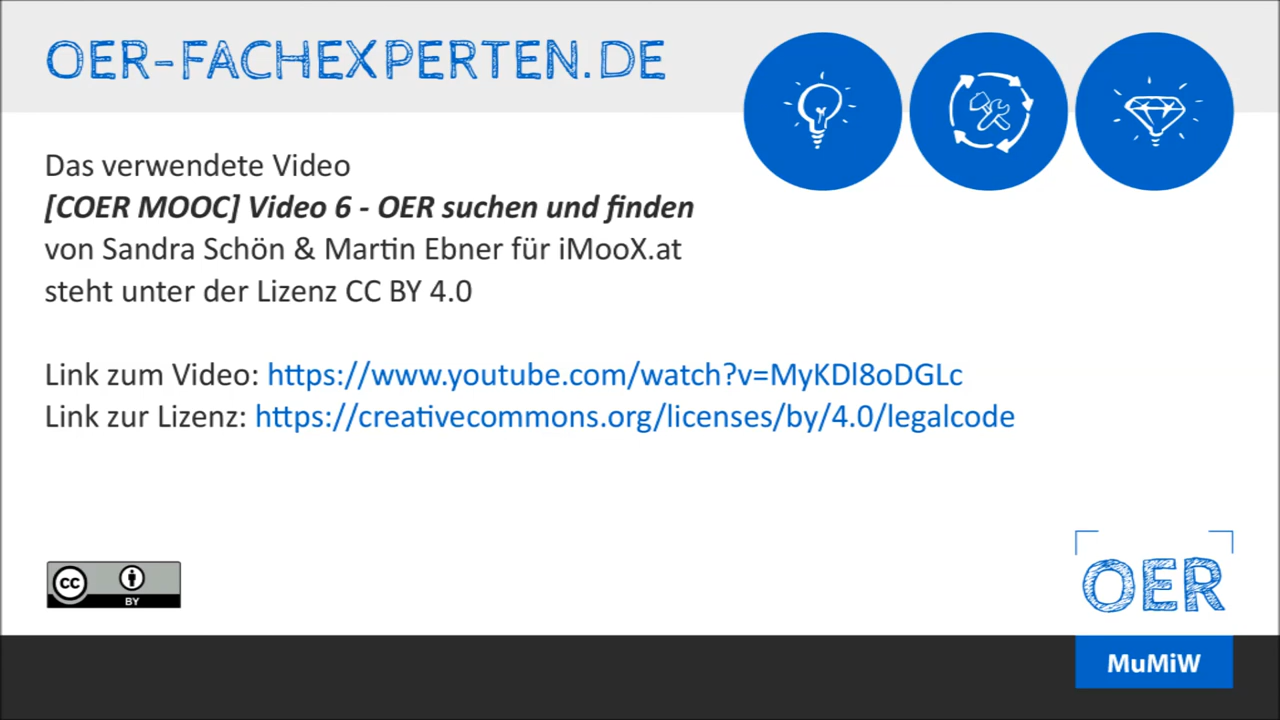 OER-FACHEXPERTEN.DE
Das verwendete Video
[COER MOOC] Video 6 - OER suchen und finden
von Sandra Schön & Martin Ebner für iMooX.at
steht unter der Lizenz CC BY 4.0
Link zum Video: https://www.youtube.com/watch?v=MyKDl8oDGLc
Link zur Lizenz: https://creativecommons.org/licenses/by/4.0/legalcode
cc
BY
OER
MuMiW